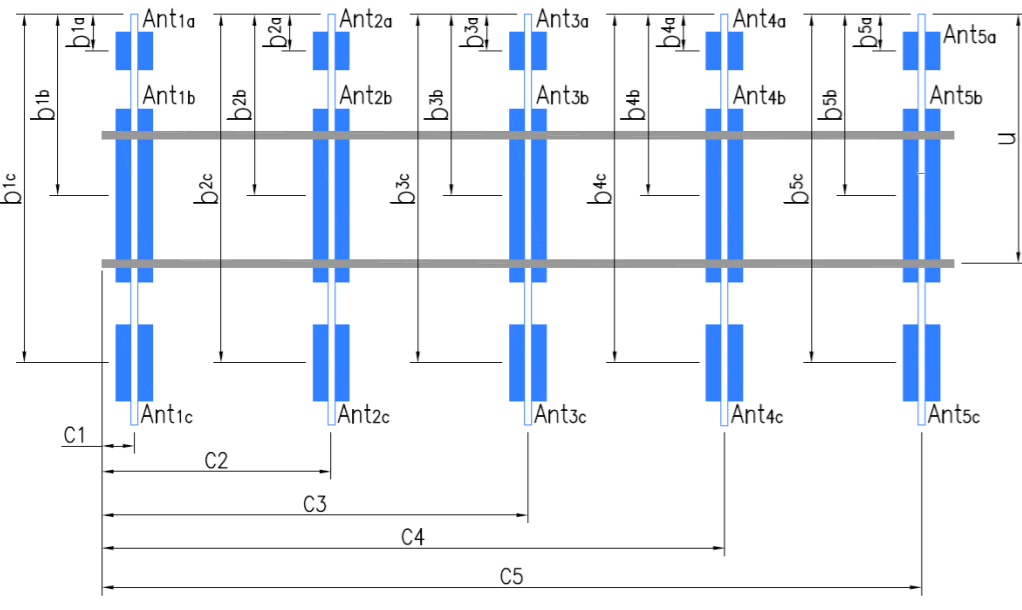 b1a
Ant1a
b2a
Ant2a
b3a
Ant3a
b4a
Ant4a
b5a
Ant5a
b1b
Ant1b
b2b
Ant2b
b3b
Ant3b
b4b
Ant4b
b5b
Ant5b
u
b1c
b2c
b3c
b4c
b5c
Ant1c
Ant2c
Ant3c
Ant4c
Ant5c
C1
C2
C3
C4
C5